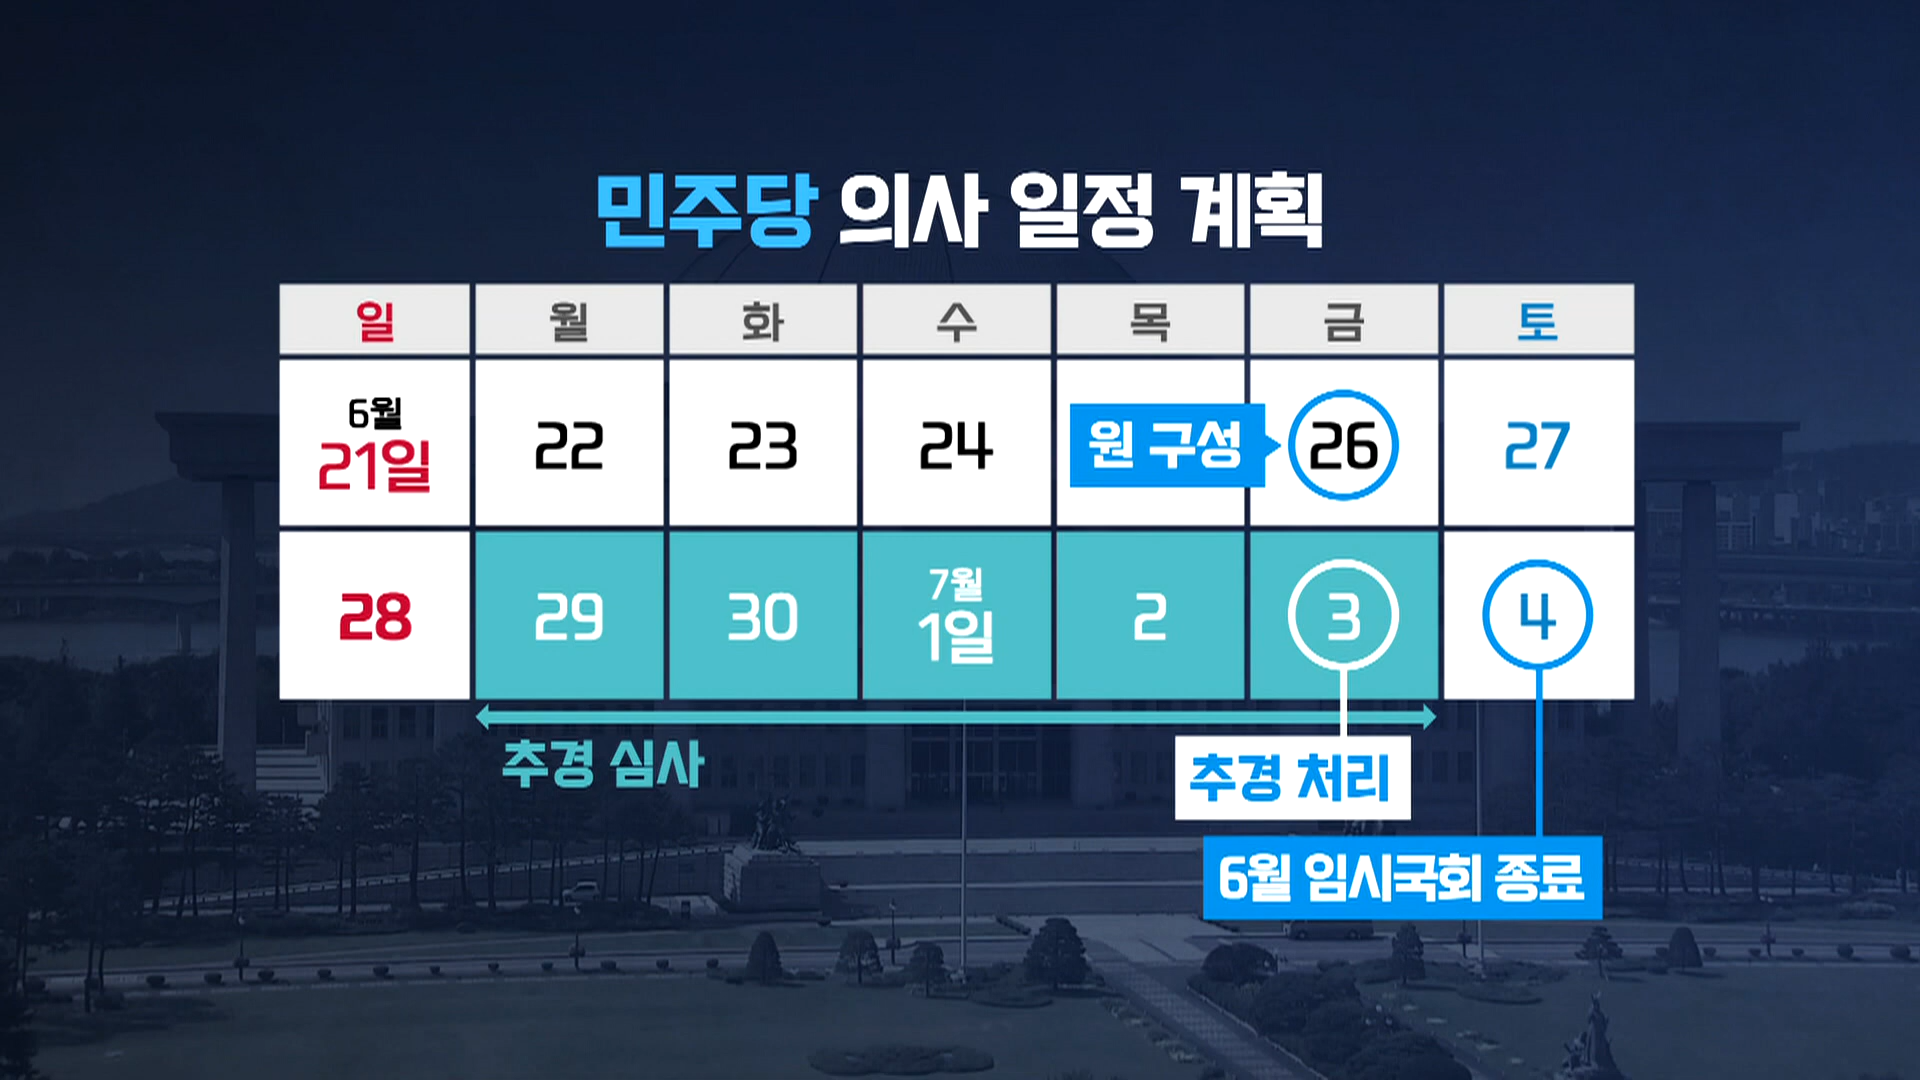 민주당 의사 일정 계획
일 월 화 수 목 금 토
6월
21일 22 23 24 원 구성 26 27
7월
28 29 30 1일 2 3 4
추경 심사
추경 처리
6월 임시국회 종료